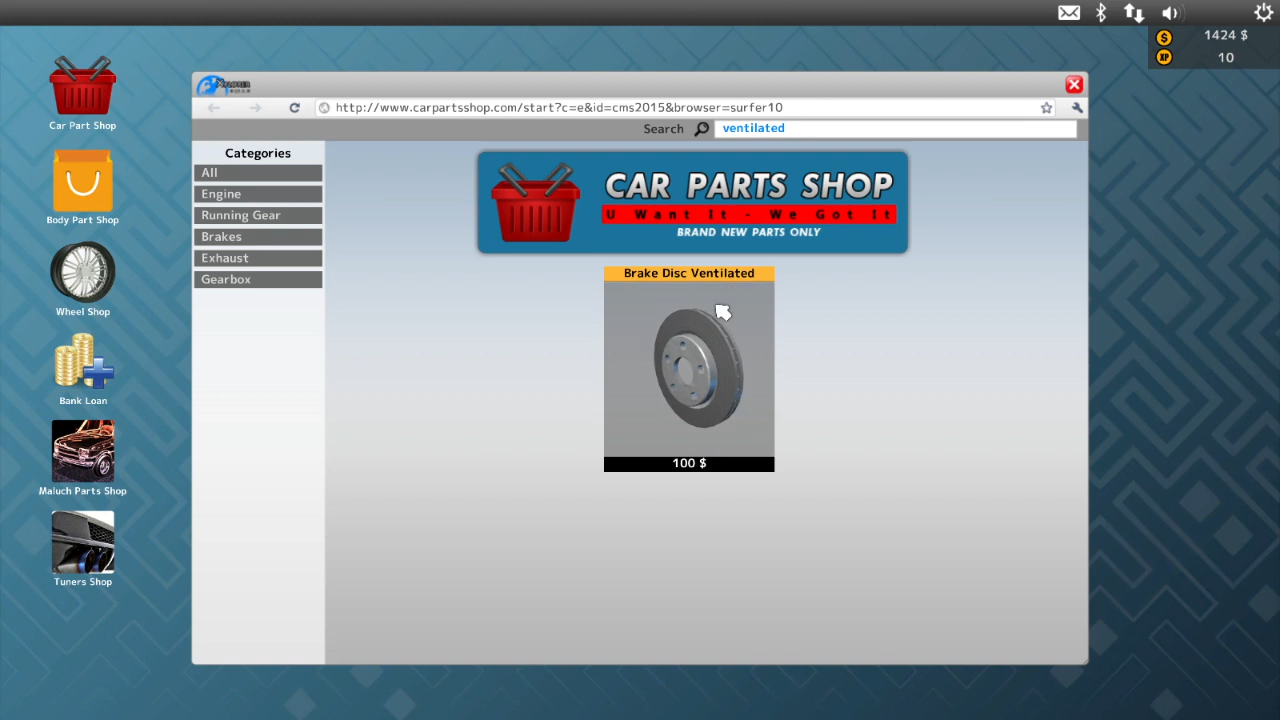 1424 $
XP 10
Car Part Shop
Body Part Shop
Wheel Shop
Bank Loan
Maluch Parts Shop
Tuners Shop
http://www.carpartsshop.com/start?c=e&id=cms2015&browser=surfer10
Search
ventilated
Categories
All
Engine
Running Gear
Brakes
Exhaust
Gearbox
CAR PARTS SHOP
U Want It - We Got It
BRAND NEW PARTS ONLY
Brake Disc Ventilated
100 $